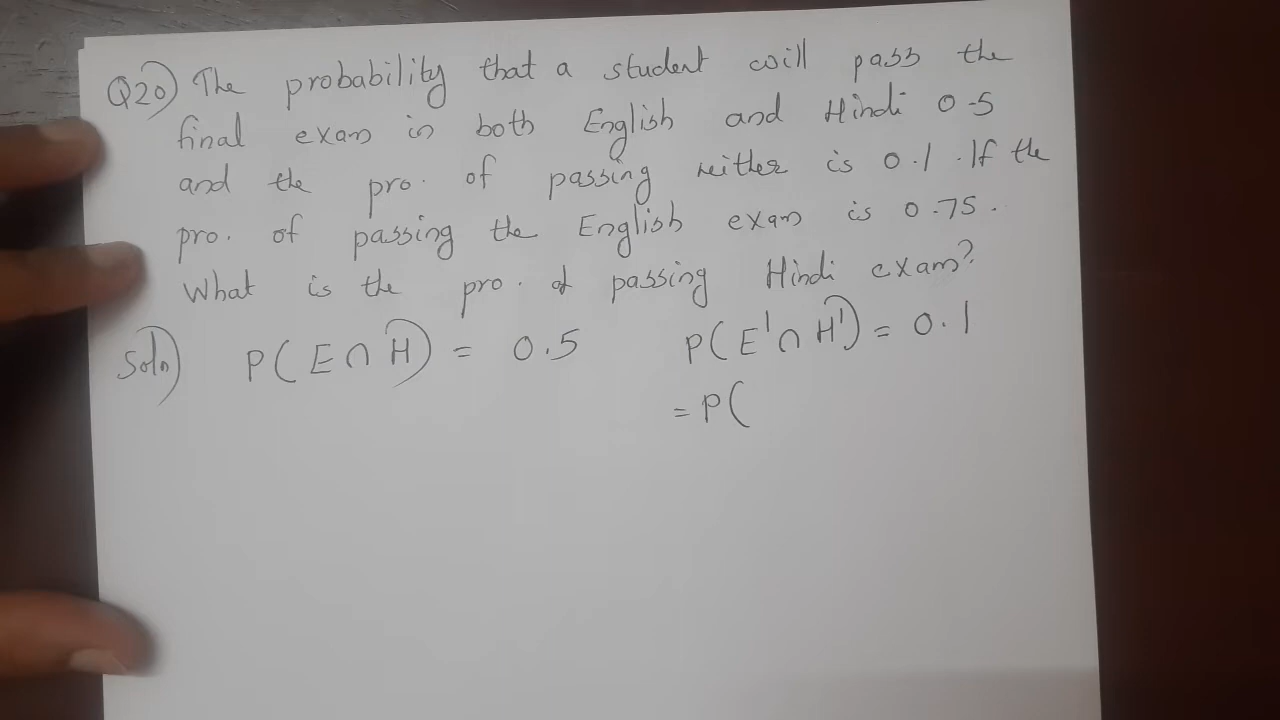 Q20) The probability that a student will pass the
final exam in both English and Hindi 0.5
and the pro. of passing neither is 0.1. If the
pro. of passing the English exam is 0.75.
What is the pro. of passing Hindi exam?
Soln) P(E∩H) = 0.5 P(E'∩H') = 0.1
= P(